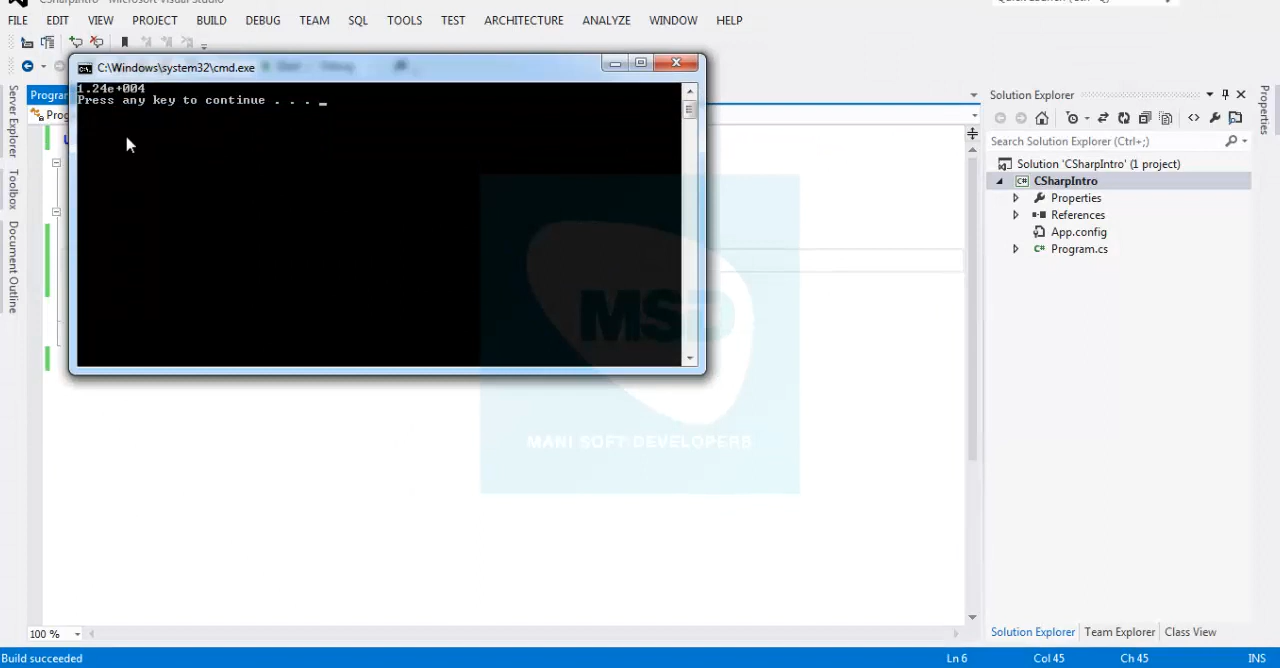 CSharpIntro - Microsoft Visual Studio
Quick Launch (Ctrl+Q)
FILE EDIT VIEW PROJECT BUILD DEBUG TEAM SQL TOOLS TEST ARCHITECTURE ANALYZE WINDOW HELP
C:\Windows\system32\cmd.exe
1.24e+004
Press any key to continue . . . _
Server Explorer
Toolbox
Document Outline
Solution Explorer
Search Solution Explorer (Ctrl+;)
Solution 'CSharpIntro' (1 project)
CSharpIntro
Properties
References
App.config
Program.cs
Properties
MSD
MANI SOFT DEVELOPERS
100 %
Solution Explorer Team Explorer Class View
Build succeeded
Ln 6 Col 45 Ch 45 INS